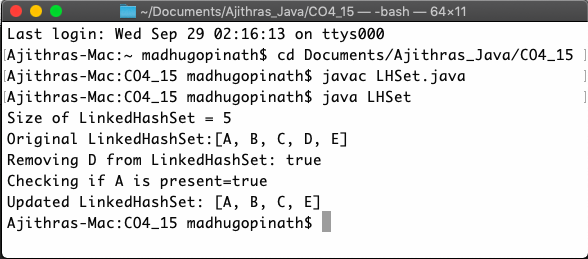 ~/Documents/Ajithras_Java/CO4_15 — -bash — 64×11
Last login: Wed Sep 29 02:16:13 on ttys000
Ajithras-Mac:~ madhugopinath$ cd Documents/Ajithras_Java/CO4_15
Ajithras-Mac:CO4_15 madhugopinath$ javac LHSet.java
Ajithras-Mac:CO4_15 madhugopinath$ java LHSet
Size of LinkedHashSet = 5
Original LinkedHashSet:[A, B, C, D, E]
Removing D from LinkedHashSet: true
Checking if A is present=true
Updated LinkedHashSet: [A, B, C, E]
Ajithras-Mac:CO4_15 madhugopinath$